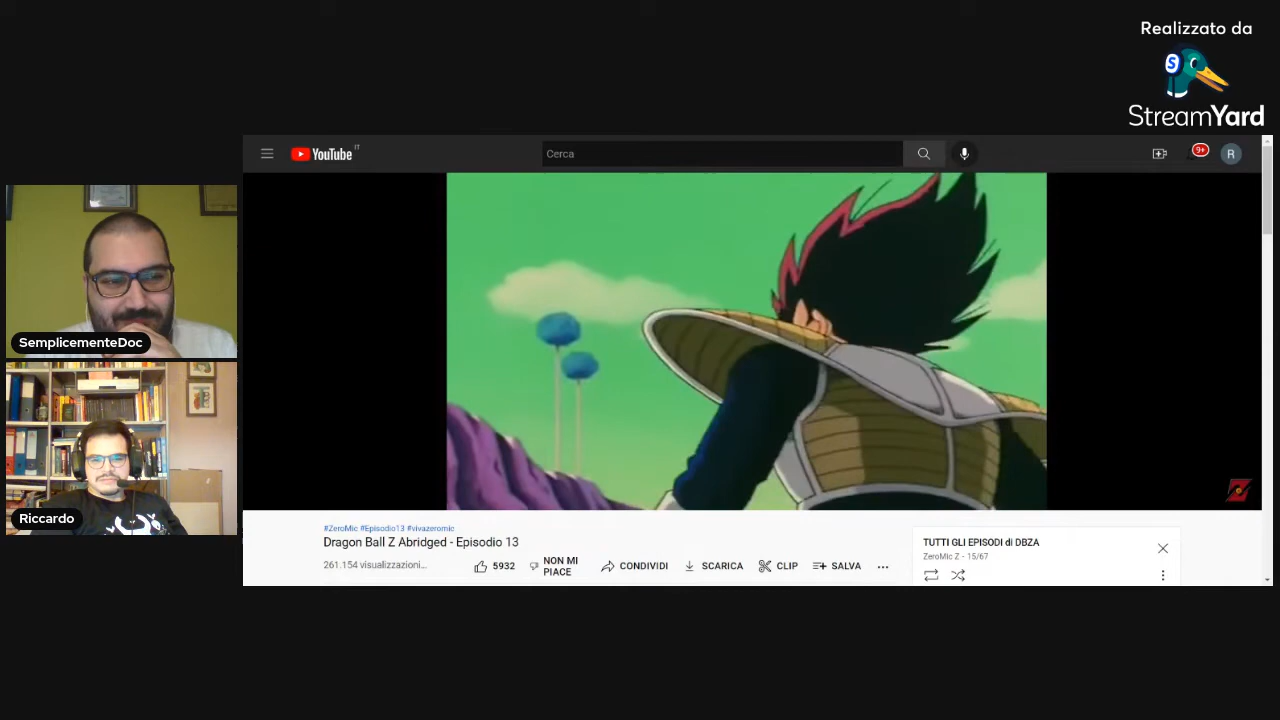 Realizzato da
S
StreamYard
YouTube IT
Cerca
9+
R
SemplicementeDoc
Riccardo
#ZeroMic #Episodio13 #vivazeromic
Dragon Ball Z Abridged - Episodio 13
261.154 visualizzazioni...
5932
NON MI
PIACE
CONDIVIDI
SCARICA
CLIP
SALVA
TUTTI GLI EPISODI di DBZA
ZeroMic Z - 15/67